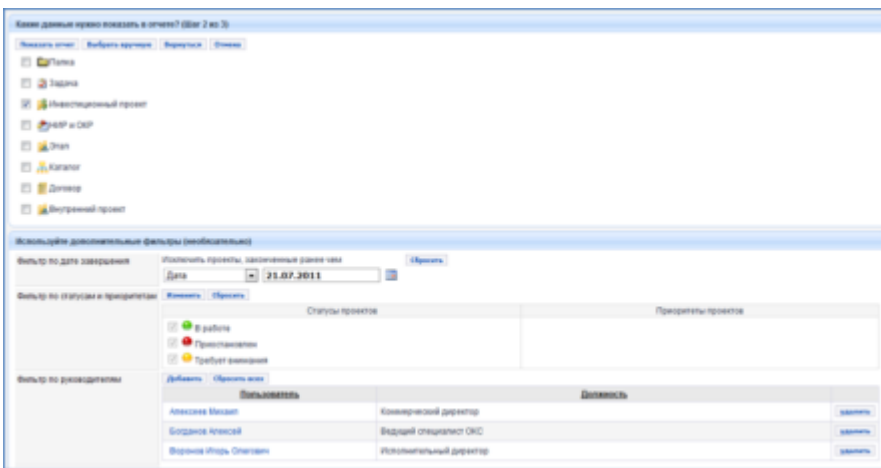 Какие данные нужно показать в отчете? (Шаг 2 из 3)
Показать отчет Выбрать вручную Вернуться Отмена
Папка
Задача
Инвестиционный проект
НИР и ОКР
Этап
Каталог
Договор
Внутренний проект
Используйте дополнительные фильтры (необязательно)
Фильтр по дате завершения Исключить проекты, законченные ранее чем Сбросить
Дата 21.07.2011
Фильтр по статусам и приоритетам Изменить Сбросить
Статусы проектов Приоритеты проектов
В работе
Приостановлен
Требует внимания
Фильтр по руководителям Добавить Сбросить всех
Пользователь Должность
Алексеев Михаил Коммерческий директор удалить
Богданов Алексей Ведущий специалист ОКС удалить
Воронов Игорь Олегович Исполнительный директор удалить